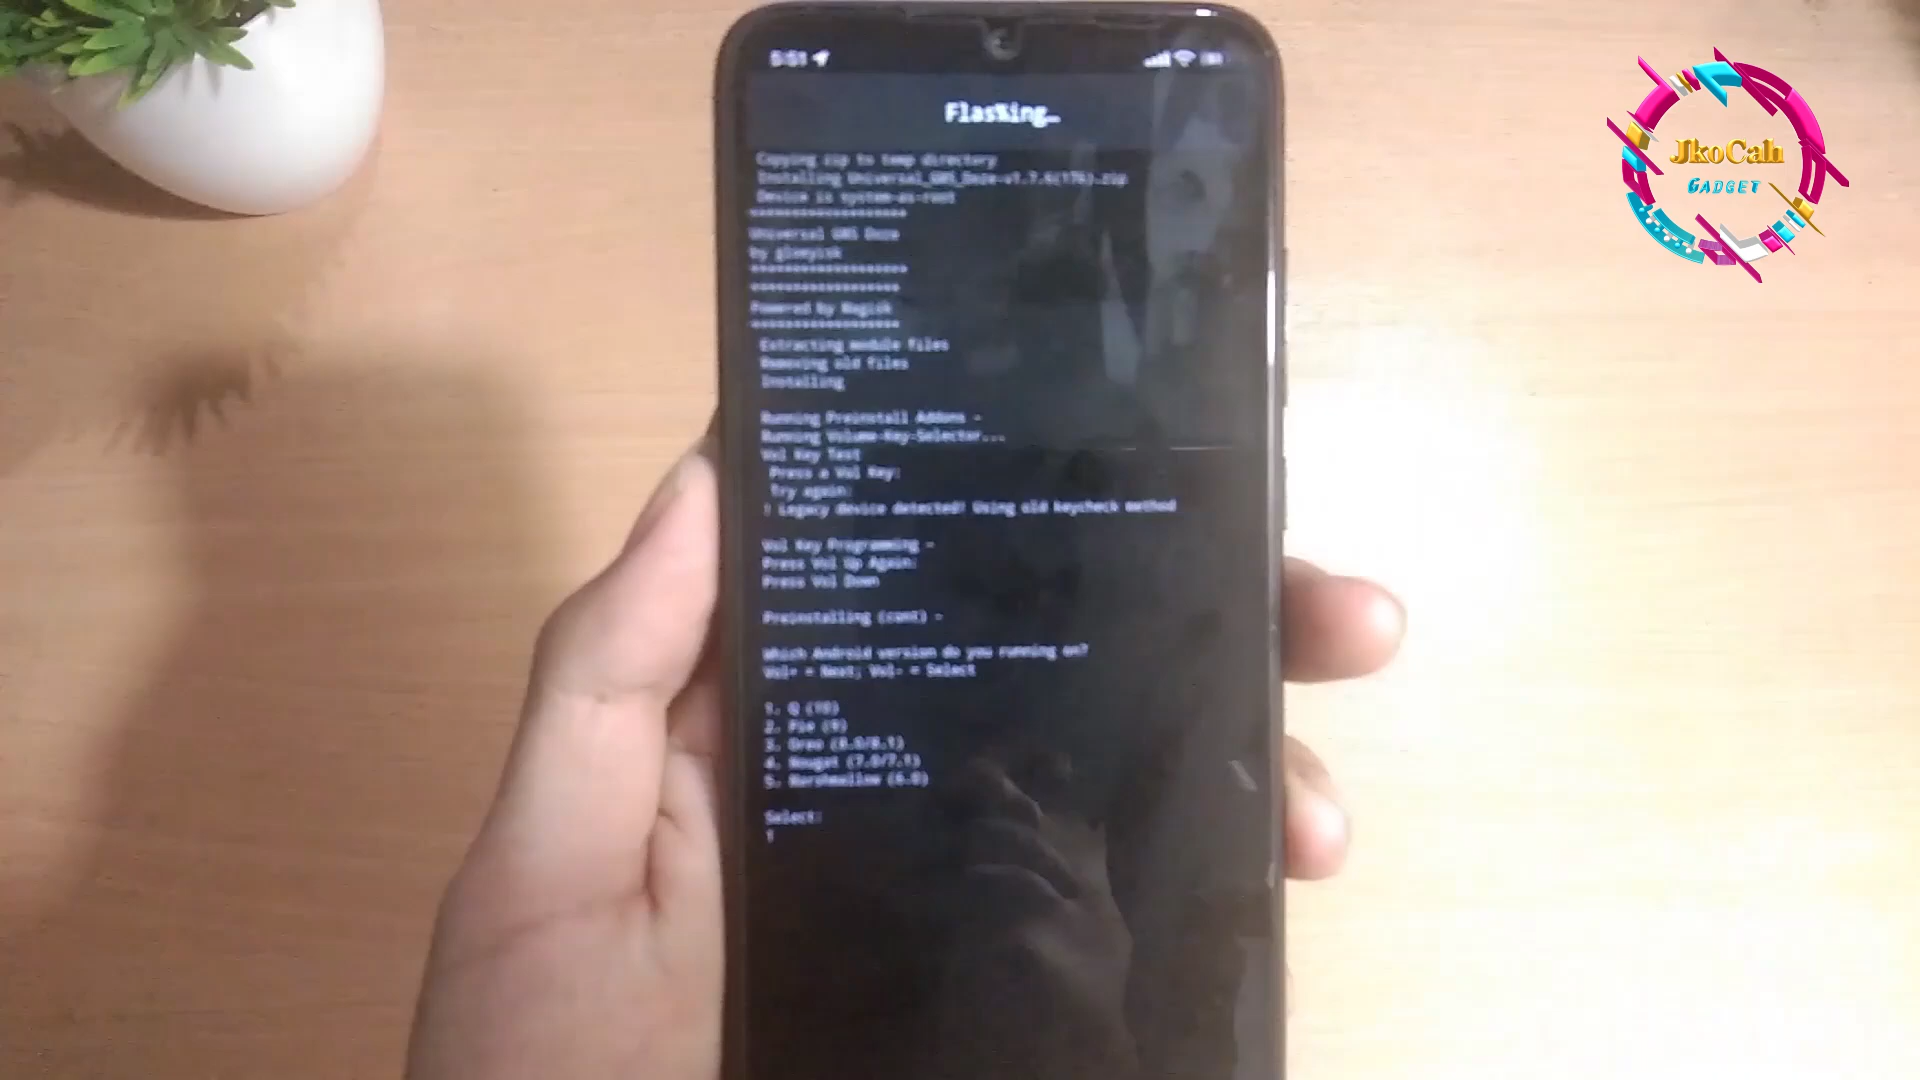 5:51
Flashing…
Copying zip to temp directory
Installing Universal_GMS_Doze-v1.7.6(176).zip
Device is system-as-root
********************
Universal GMS Doze
by gloeyisk
********************
*******************
Powered by Magisk
*******************
Extracting module files
Removing old files
Installing
Running Preinstall Addons -
Running Volume-Key-Selector...
Vol Key Test
Press a Vol Key:
Try again:
! Legacy device detected! Using old keycheck method
Vol Key Programming -
Press Vol Up Again:
Press Vol Down
Preinstalling (cont) -
Which Android version do you running on?
Vol+ = Next, Vol- = Select
1. Q (10)
2. Pie (9)
3. Oreo (8.0/8.1)
4. Nougat (7.0/7.1)
5. Marshmallow (6.0)
Select:
1
JkoCah
GADGET